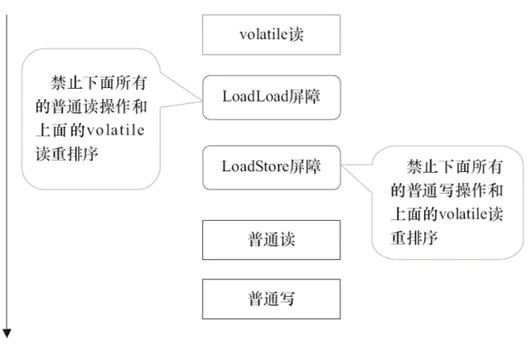 volatile读
禁止下面所有
的普通读操作和
上面的volatile
读重排序
LoadLoad屏障
LoadStore屏障
禁止下面所有
的普通写操作和
上面的volatile读
重排序
普通读
普通写